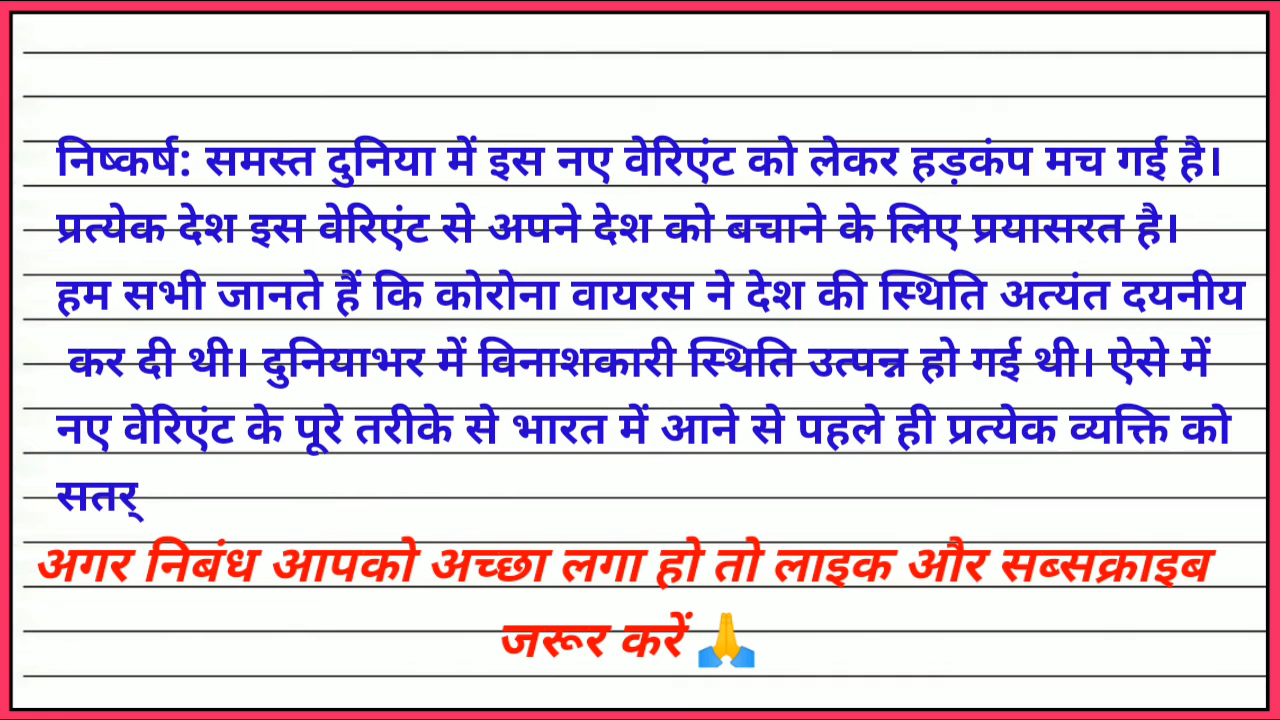 निष्कर्ष: समस्त दुनिया में इस नए वेरिएंट को लेकर हड़कंप मच गई है।
प्रत्येक देश इस वेरिएंट से अपने देश को बचाने के लिए प्रयासरत है।
हम सभी जानते हैं कि कोरोना वायरस ने देश की स्थिति अत्यंत दयनीय
कर दी थी। दुनियाभर में विनाशकारी स्थिति उत्पन्न हो गई थी। ऐसे में
नए वेरिएंट के पूरे तरीके से भारत में आने से पहले ही प्रत्येक व्यक्ति को
सतर्
अगर निबंध आपको अच्छा लगा हो तो लाइक और सब्सक्राइब
जरूर करें 🙏